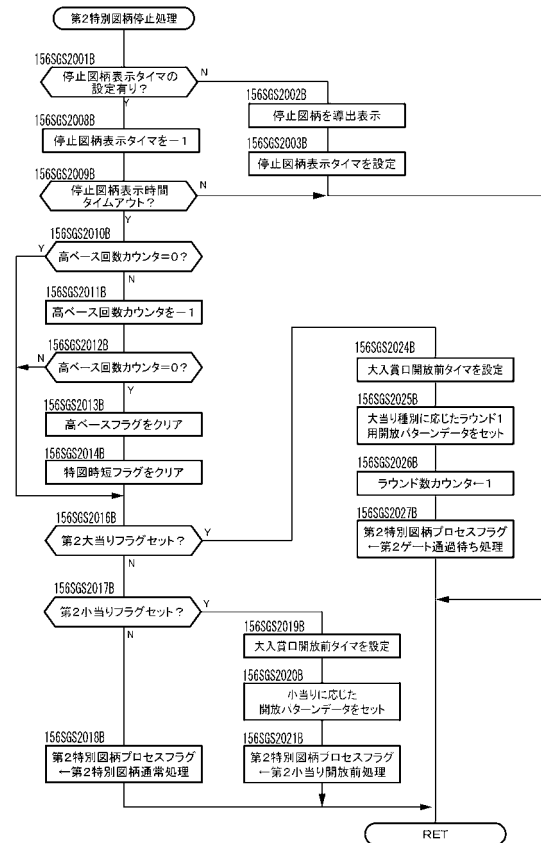 第2特別図柄停止処理
156SGS2001B
停止図柄表示タイマの
設定有り?
N
Y
156SGS2002B
停止図柄を導出表示
156SGS2003B
停止図柄表示タイマを設定
156SGS2008B
停止図柄表示タイマを－1
156SGS2009B
停止図柄表示時間
タイムアウト?
N
Y
156SGS2010B
Y
高ベース回数カウンタ=0?
N
156SGS2011B
高ベース回数カウンタを－1
156SGS2012B
N
高ベース回数カウンタ=0?
Y
156SGS2013B
高ベースフラグをクリア
156SGS2014B
特図時短フラグをクリア
156SGS2016B
第2大当りフラグセット?
Y
N
156SGS2024B
大入賞口開放前タイマを設定
156SGS2025B
大当り種別に応じたラウンド1
用開放パターンデータをセット
156SGS2026B
ラウンド数カウンタ←1
156SGS2027B
第2特別図柄プロセスフラグ
←第2ゲート通過待ち処理
156SGS2017B
第2小当りフラグセット?
Y
N
156SGS2019B
大入賞口開放前タイマを設定
156SGS2020B
小当りに応じた
開放パターンデータをセット
156SGS2018B
第2特別図柄プロセスフラグ
←第2特別図柄通常処理
156SGS2021B
第2特別図柄プロセスフラグ
←第2小当り開放前処理
RET